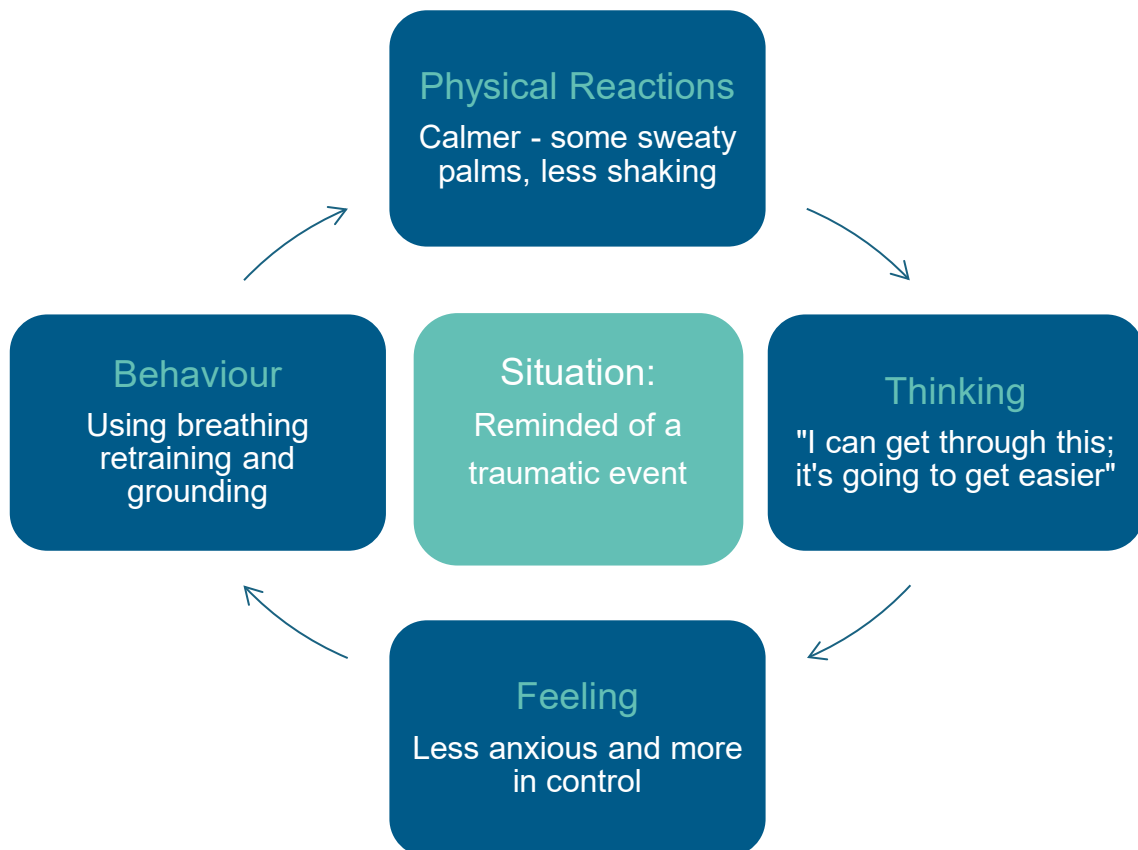 Physical Reactions
Calmer - some sweaty
palms, less shaking
Behaviour
Using breathing
retraining and
grounding
Situation:
Reminded of a
traumatic event
Thinking
"I can get through this;
it's going to get easier"
Feeling
Less anxious and more
in control